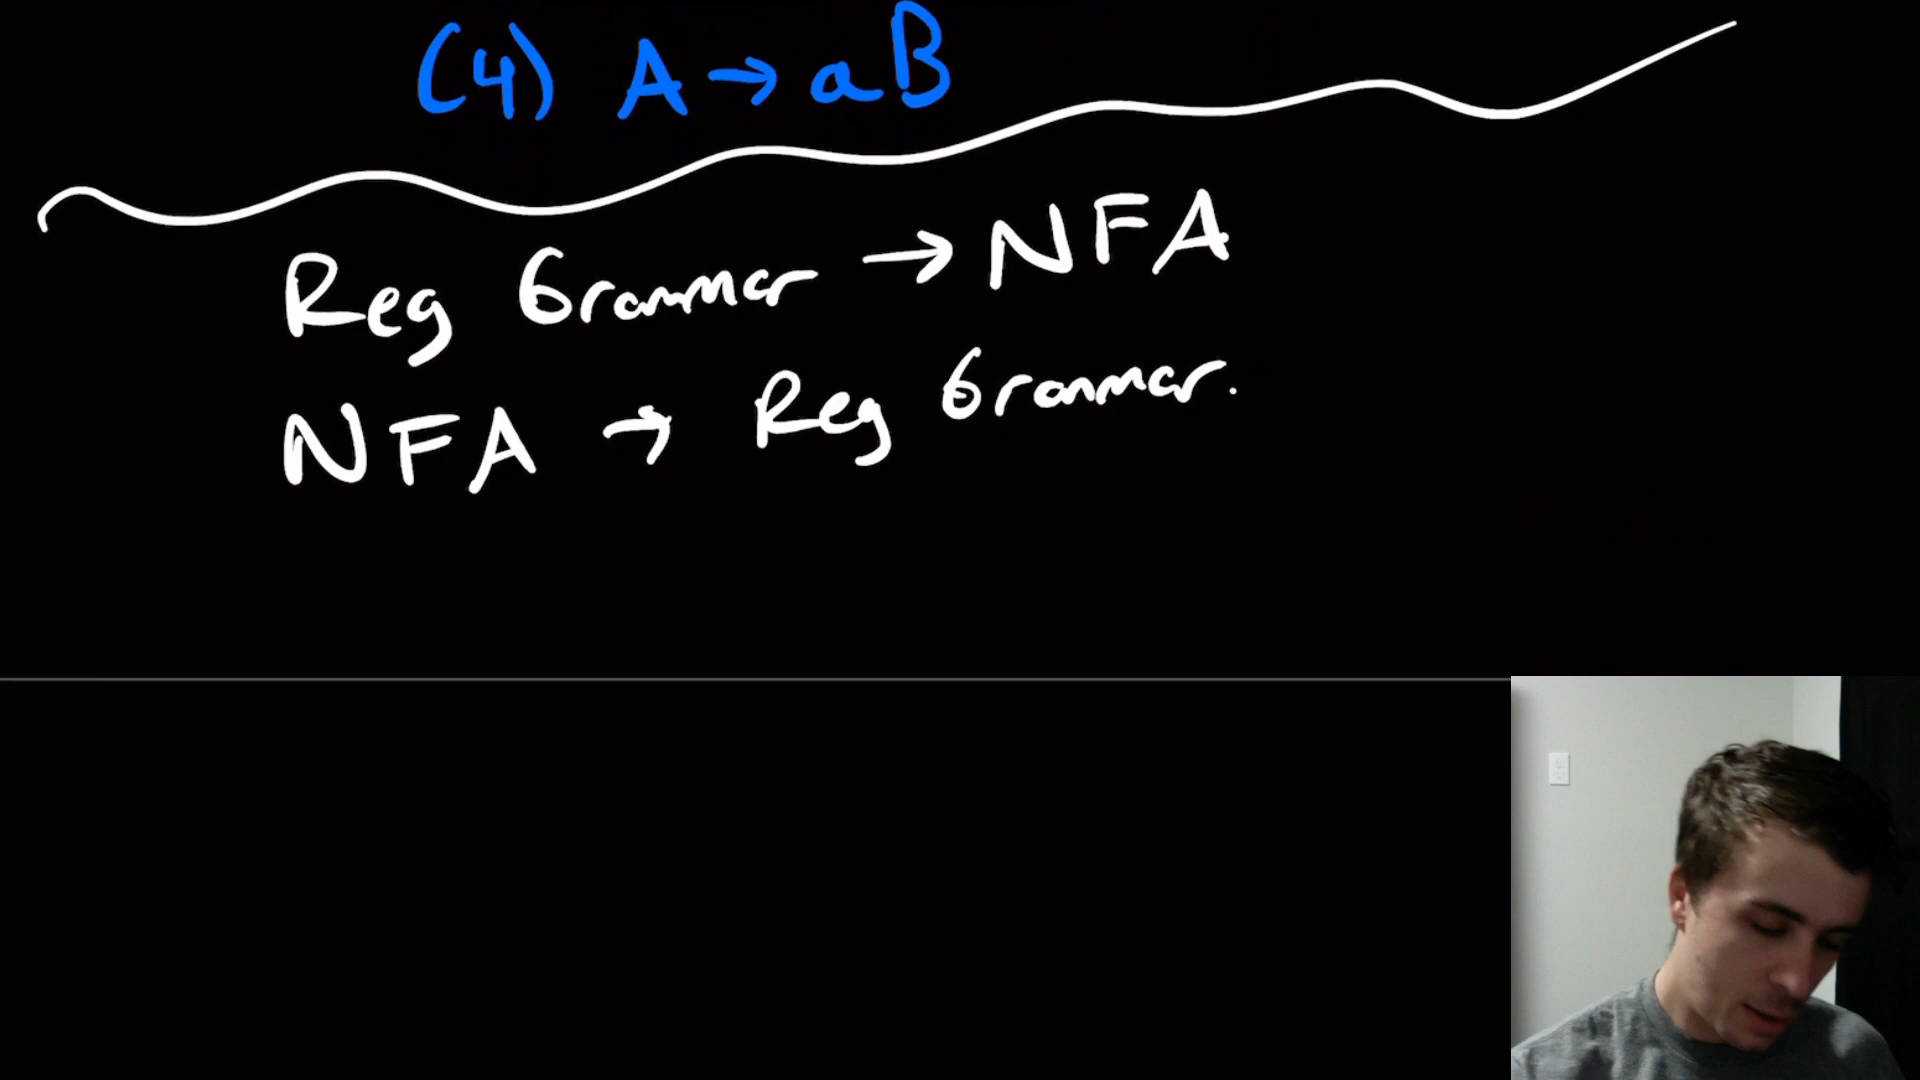 (4) A → aB
Reg Grammar → NFA
NFA → Reg Grammar.